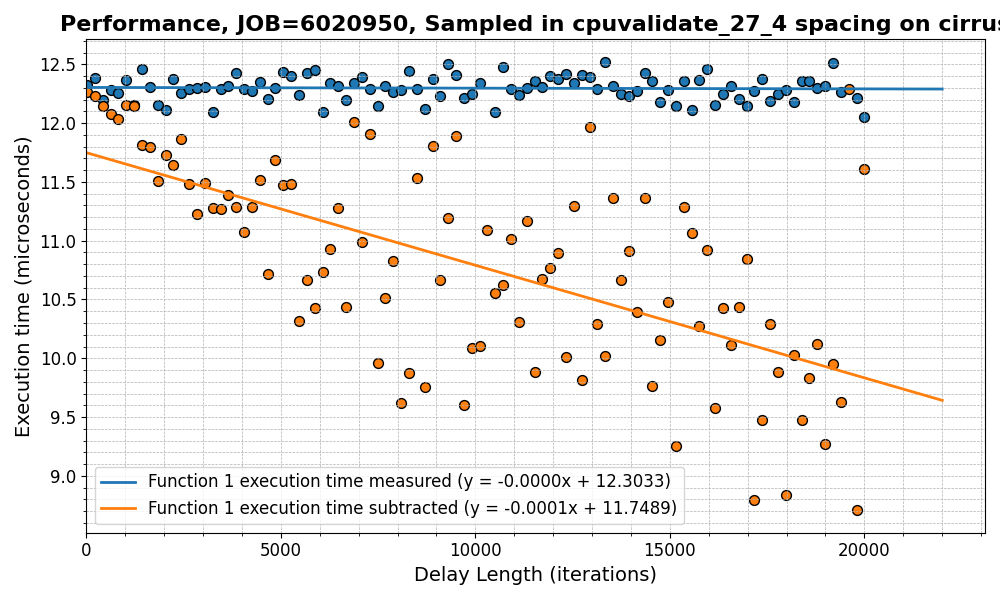 Performance, JOB=6020950, Sampled in cpuvalidate_27_4 spacing on cirrus
Execution time (microseconds)
12.5
12.0
11.5
11.0
10.5
10.0
9.5
9.0
Function 1 execution time measured (y = -0.0000x + 12.3033)
Function 1 execution time subtracted (y = -0.0001x + 11.7489)
0 5000 10000 15000 20000
Delay Length (iterations)